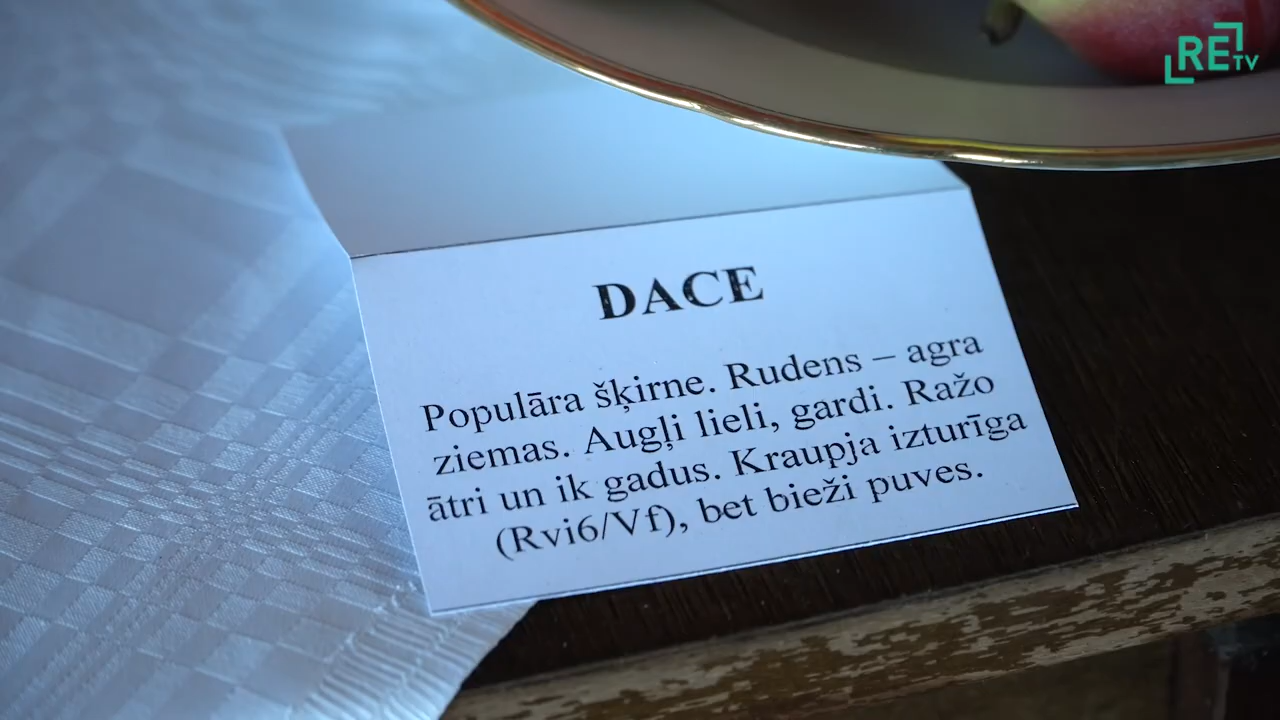 RE TV
DACE
Populāra šķirne. Rudens – agra
ziemas. Augļi lieli, gardi. Ražo
ātri un ik gadus. Kraupja izturīga
(Rvi6/Vf), bet bieži puves.